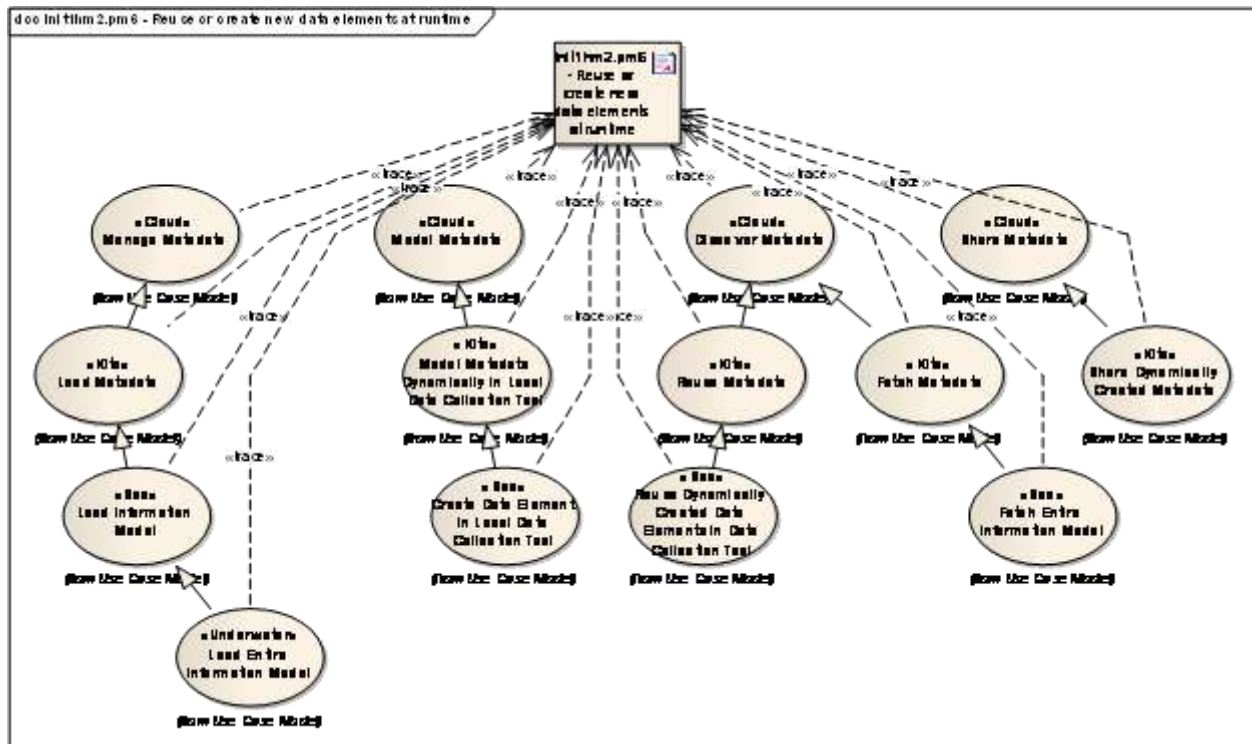 doc init1hm2.pm6 - Reuse or create new data elements at runtime
init1hm2.pm6
- Reuse or
create new
data elements
at runtime
«trace»
«trace»
«trace»
«trace»
«trace»
«trace»
«trace»
«trace»
«trace»
«trace»
«trace»
«Cloud»
Manage Metadata
(from Use Case Model)
«Cloud»
Model Metadata
(from Use Case Model)
«Cloud»
Discover Metadata
(from Use Case Model)
«Cloud»
Share Metadata
(from Use Case Model)
«trace»
«trace»
«trace»
«Kite»
Load Metadata
(from Use Case Model)
«Kite»
Model Metadata
Dynamically in Local
Data Collection Tool
(from Use Case Model)
«Kite»
Reuse Metadata
(from Use Case Model)
«Kite»
Fetch Metadata
(from Use Case Model)
«Kite»
Share Dynamically
Created Metadata
(from Use Case Model)
«trace»
«Sea»
Load Information
Model
(from Use Case Model)
«Sea»
Create Data Element
in Local Data
Collection Tool
(from Use Case Model)
«Sea»
Reuse Dynamically
Created Data
Elements in Data
Collection Tool
(from Use Case Model)
«Sea»
Fetch Entire
Information Model
(from Use Case Model)
«Underwater»
Load Entire
Information Model
(from Use Case Model)